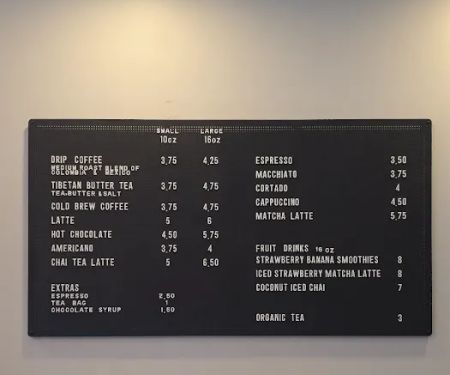 SMALL LARGE
10oz 16oz
DRIP COFFEE 3,75 4,25
MEDIUM ROAST BLEND OF
COLOMBIA & MEXICO
TIBETAN BUTTER TEA 3,75 4,75
TEA·BUTTER & SALT
COLD BREW COFFEE 3,75 4,75
LATTE 5 6
HOT CHOCOLATE 4,50 5,75
AMERICANO 3,75 4
CHAI TEA LATTE 5 6,50
EXTRAS
ESPRESSO 2,50
TEA BAG 1
CHOCOLATE SYRUP 1,50
ESPRESSO 3,50
MACCHIATO 3,75
CORTADO 4
CAPPUCCINO 4,50
MATCHA LATTE 5,75
FRUIT DRINKS 16 OZ
STRAWBERRY BANANA SMOOTHIES 8
ICED STRAWBERRY MATCHA LATTE 8
COCONUT ICED CHAI 7
ORGANIC TEA 3